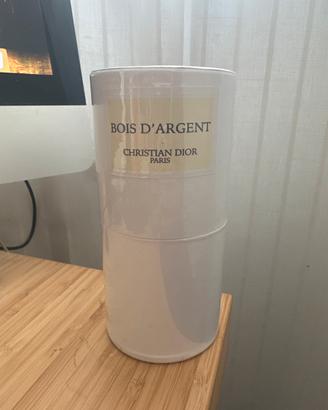 BOIS D'ARGENT
CHRISTIAN DIOR
PARIS